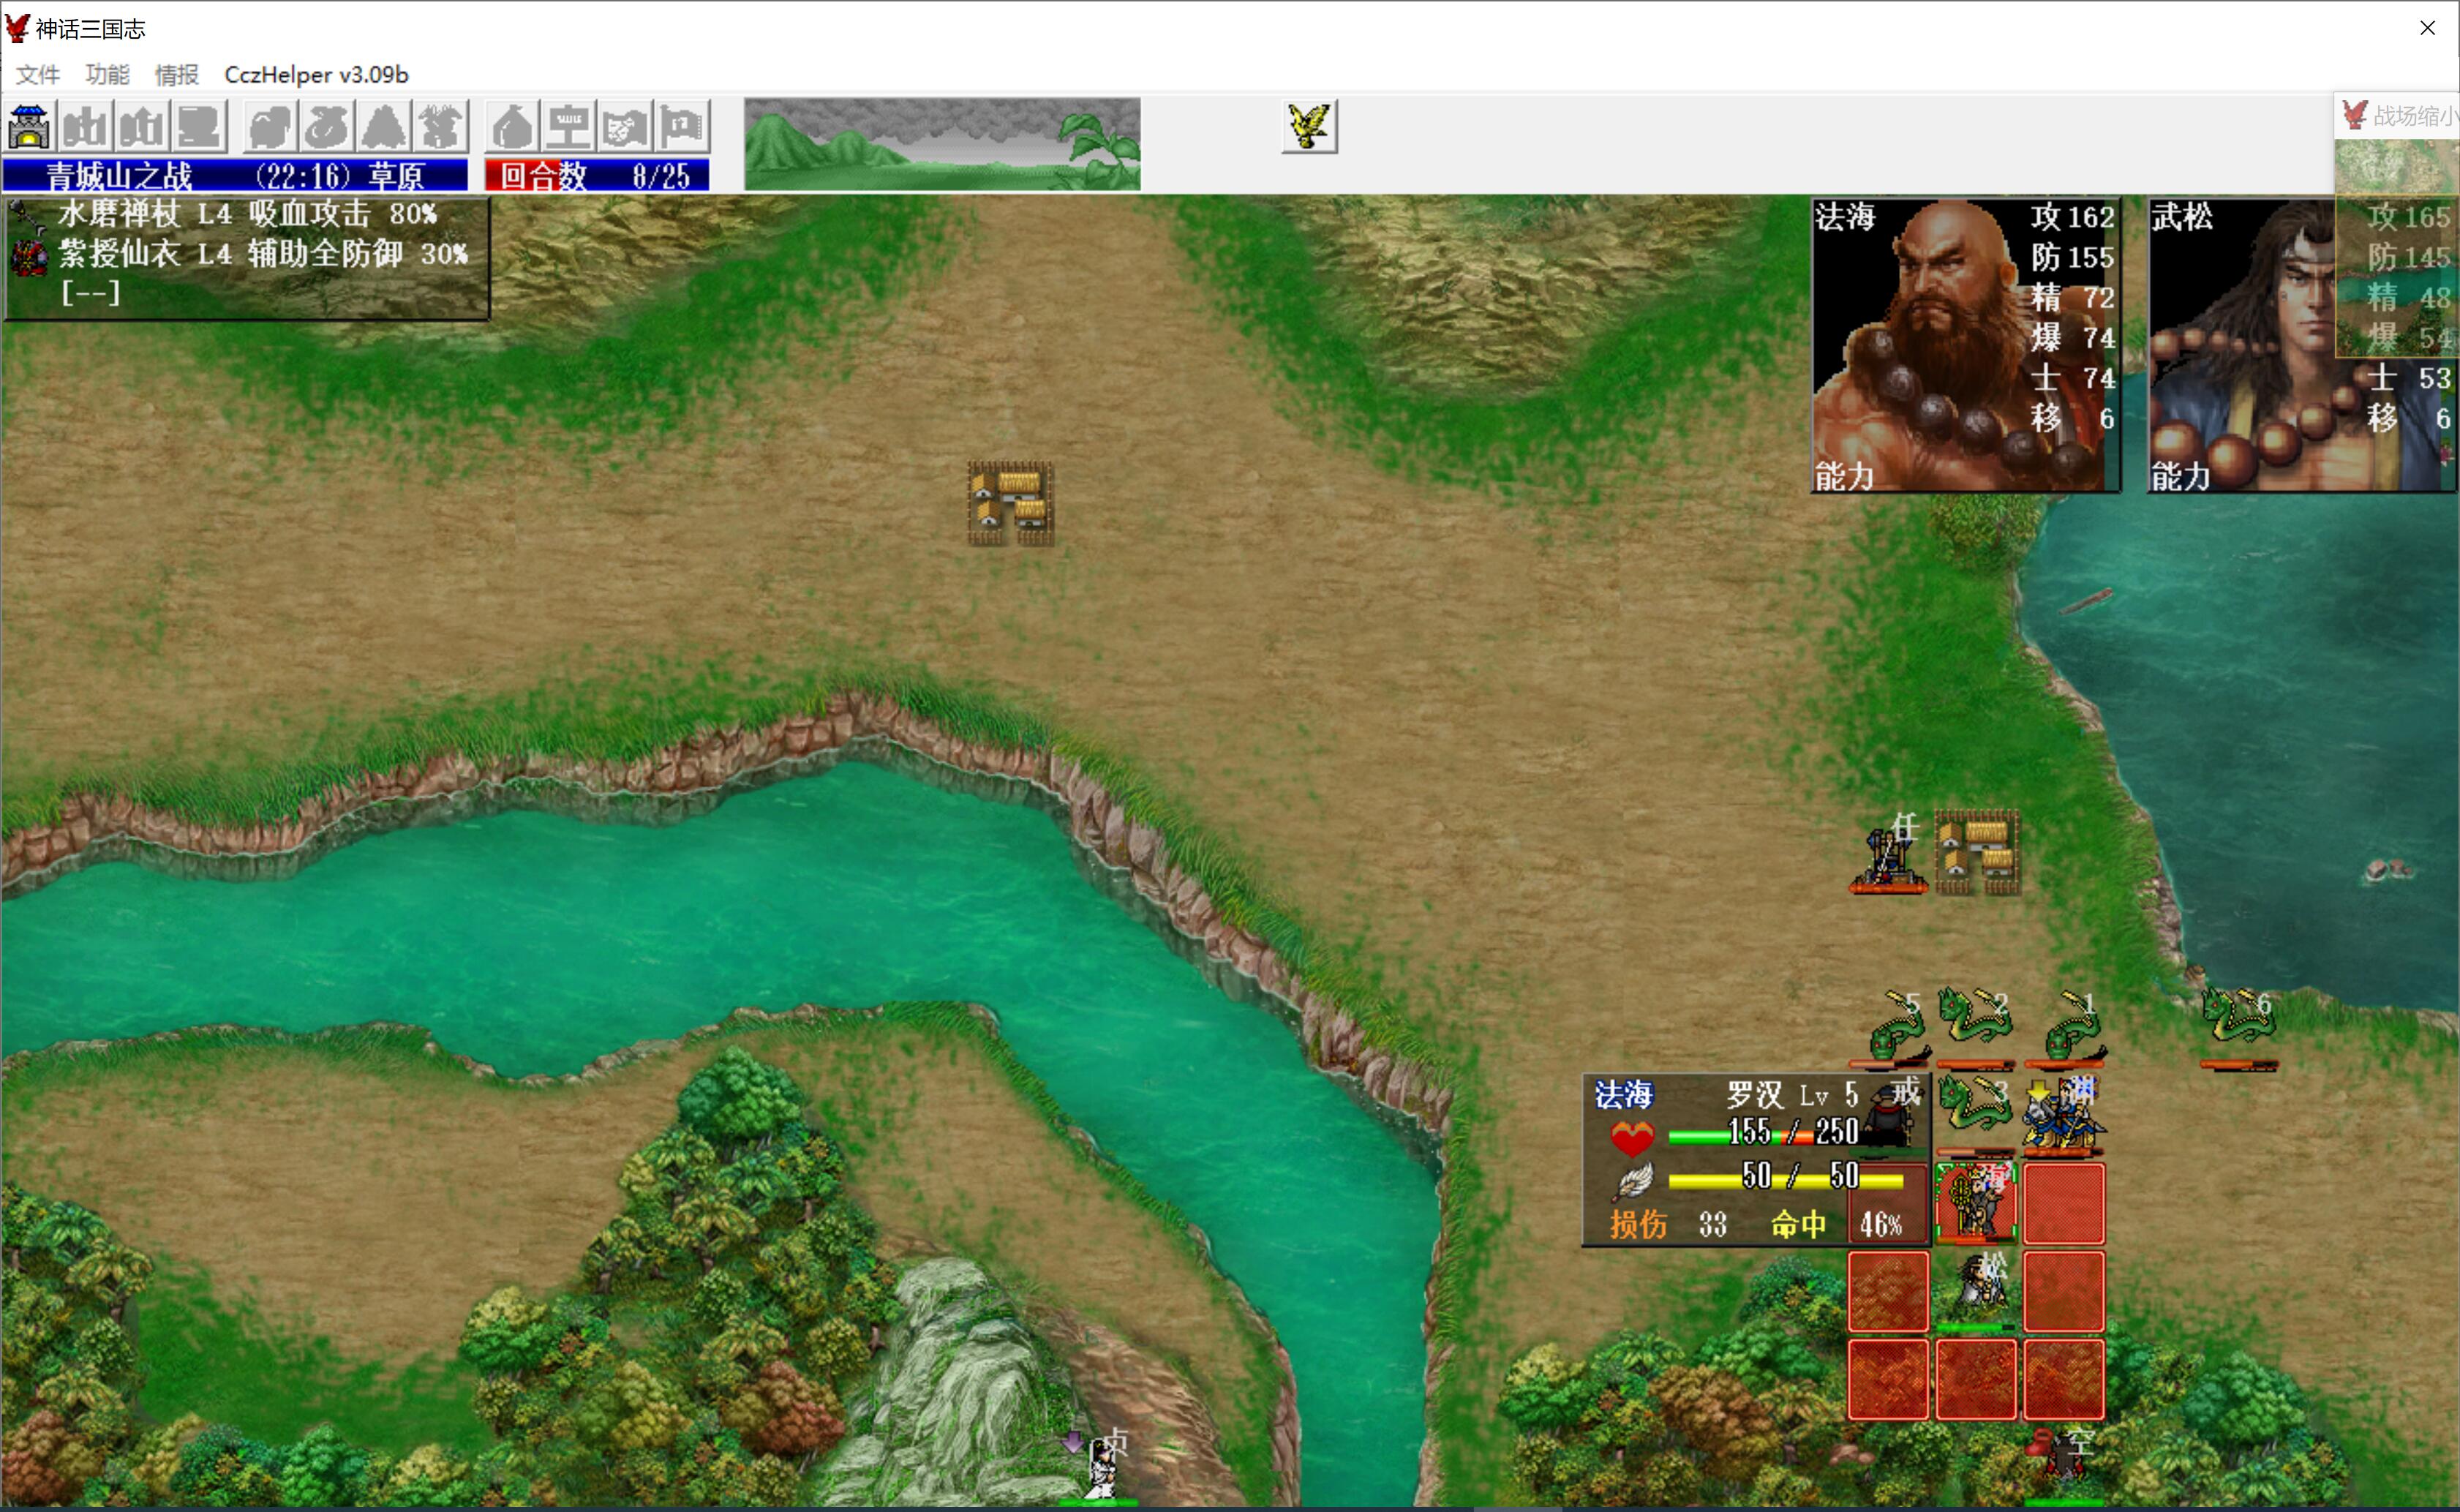 神话三国志
文件 功能 情报 CczHelper v3.09b
战场缩小
青城山之战 (22:16) 草原
回合数 8/25
水磨禅杖 L4 吸血攻击 80%
紫授仙衣 L4 辅助全防御 30%
[--]
法海
攻 162
防 155
精 72
爆 74
士 74
移 6
能力
武松
攻 165
防 145
精 48
爆 54
士 53
移 6
能力
任
5 2 1 6
法海 罗汉 Lv 5
155 / 250
50 / 50
损伤 33 命中 46%
戒 3
松
贞
空